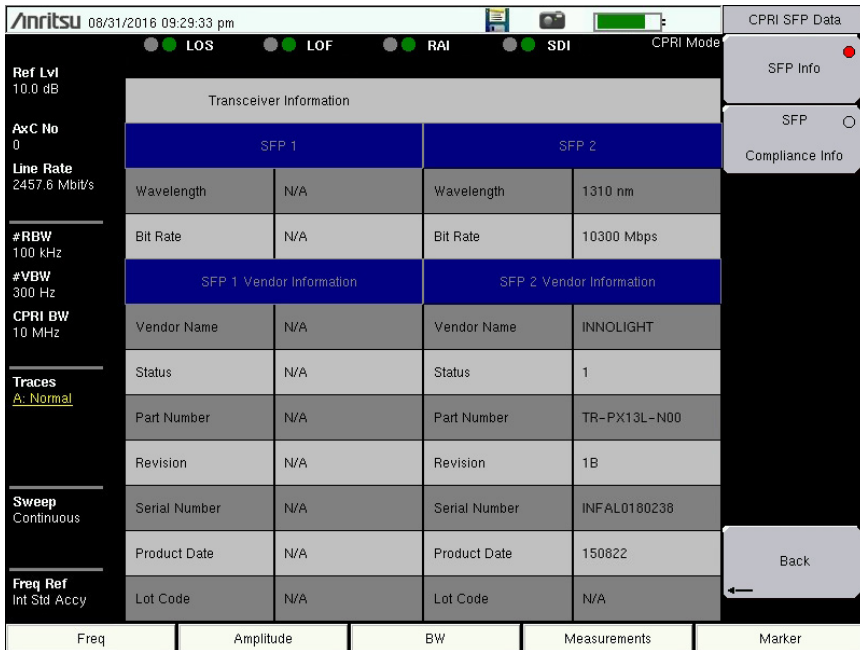 /inritsu 08/31/2016 09:29:33 pm
CPRI SFP Data
LOS LOF RAI SDI CPRI Mode
Ref Lvl
10.0 dB
AxC No
0
Line Rate
2457.6 Mbit/s
#RBW
100 kHz
#VBW
300 Hz
CPRI BW
10 MHz
Traces
A: Normal
Sweep
Continuous
Freq Ref
Int Std Accy
Transceiver Information
SFP 1 SFP 2
Wavelength N/A Wavelength 1310 nm
Bit Rate N/A Bit Rate 10300 Mbps
SFP 1 Vendor Information SFP 2 Vendor Information
Vendor Name N/A Vendor Name INNOLIGHT
Status N/A Status 1
Part Number N/A Part Number TR-PX13L-N00
Revision N/A Revision 1B
Serial Number N/A Serial Number INFAL0180238
Product Date N/A Product Date 150822
Lot Code N/A Lot Code N/A
SFP Info
SFP
Compliance Info
Back
Freq Amplitude BW Measurements Marker